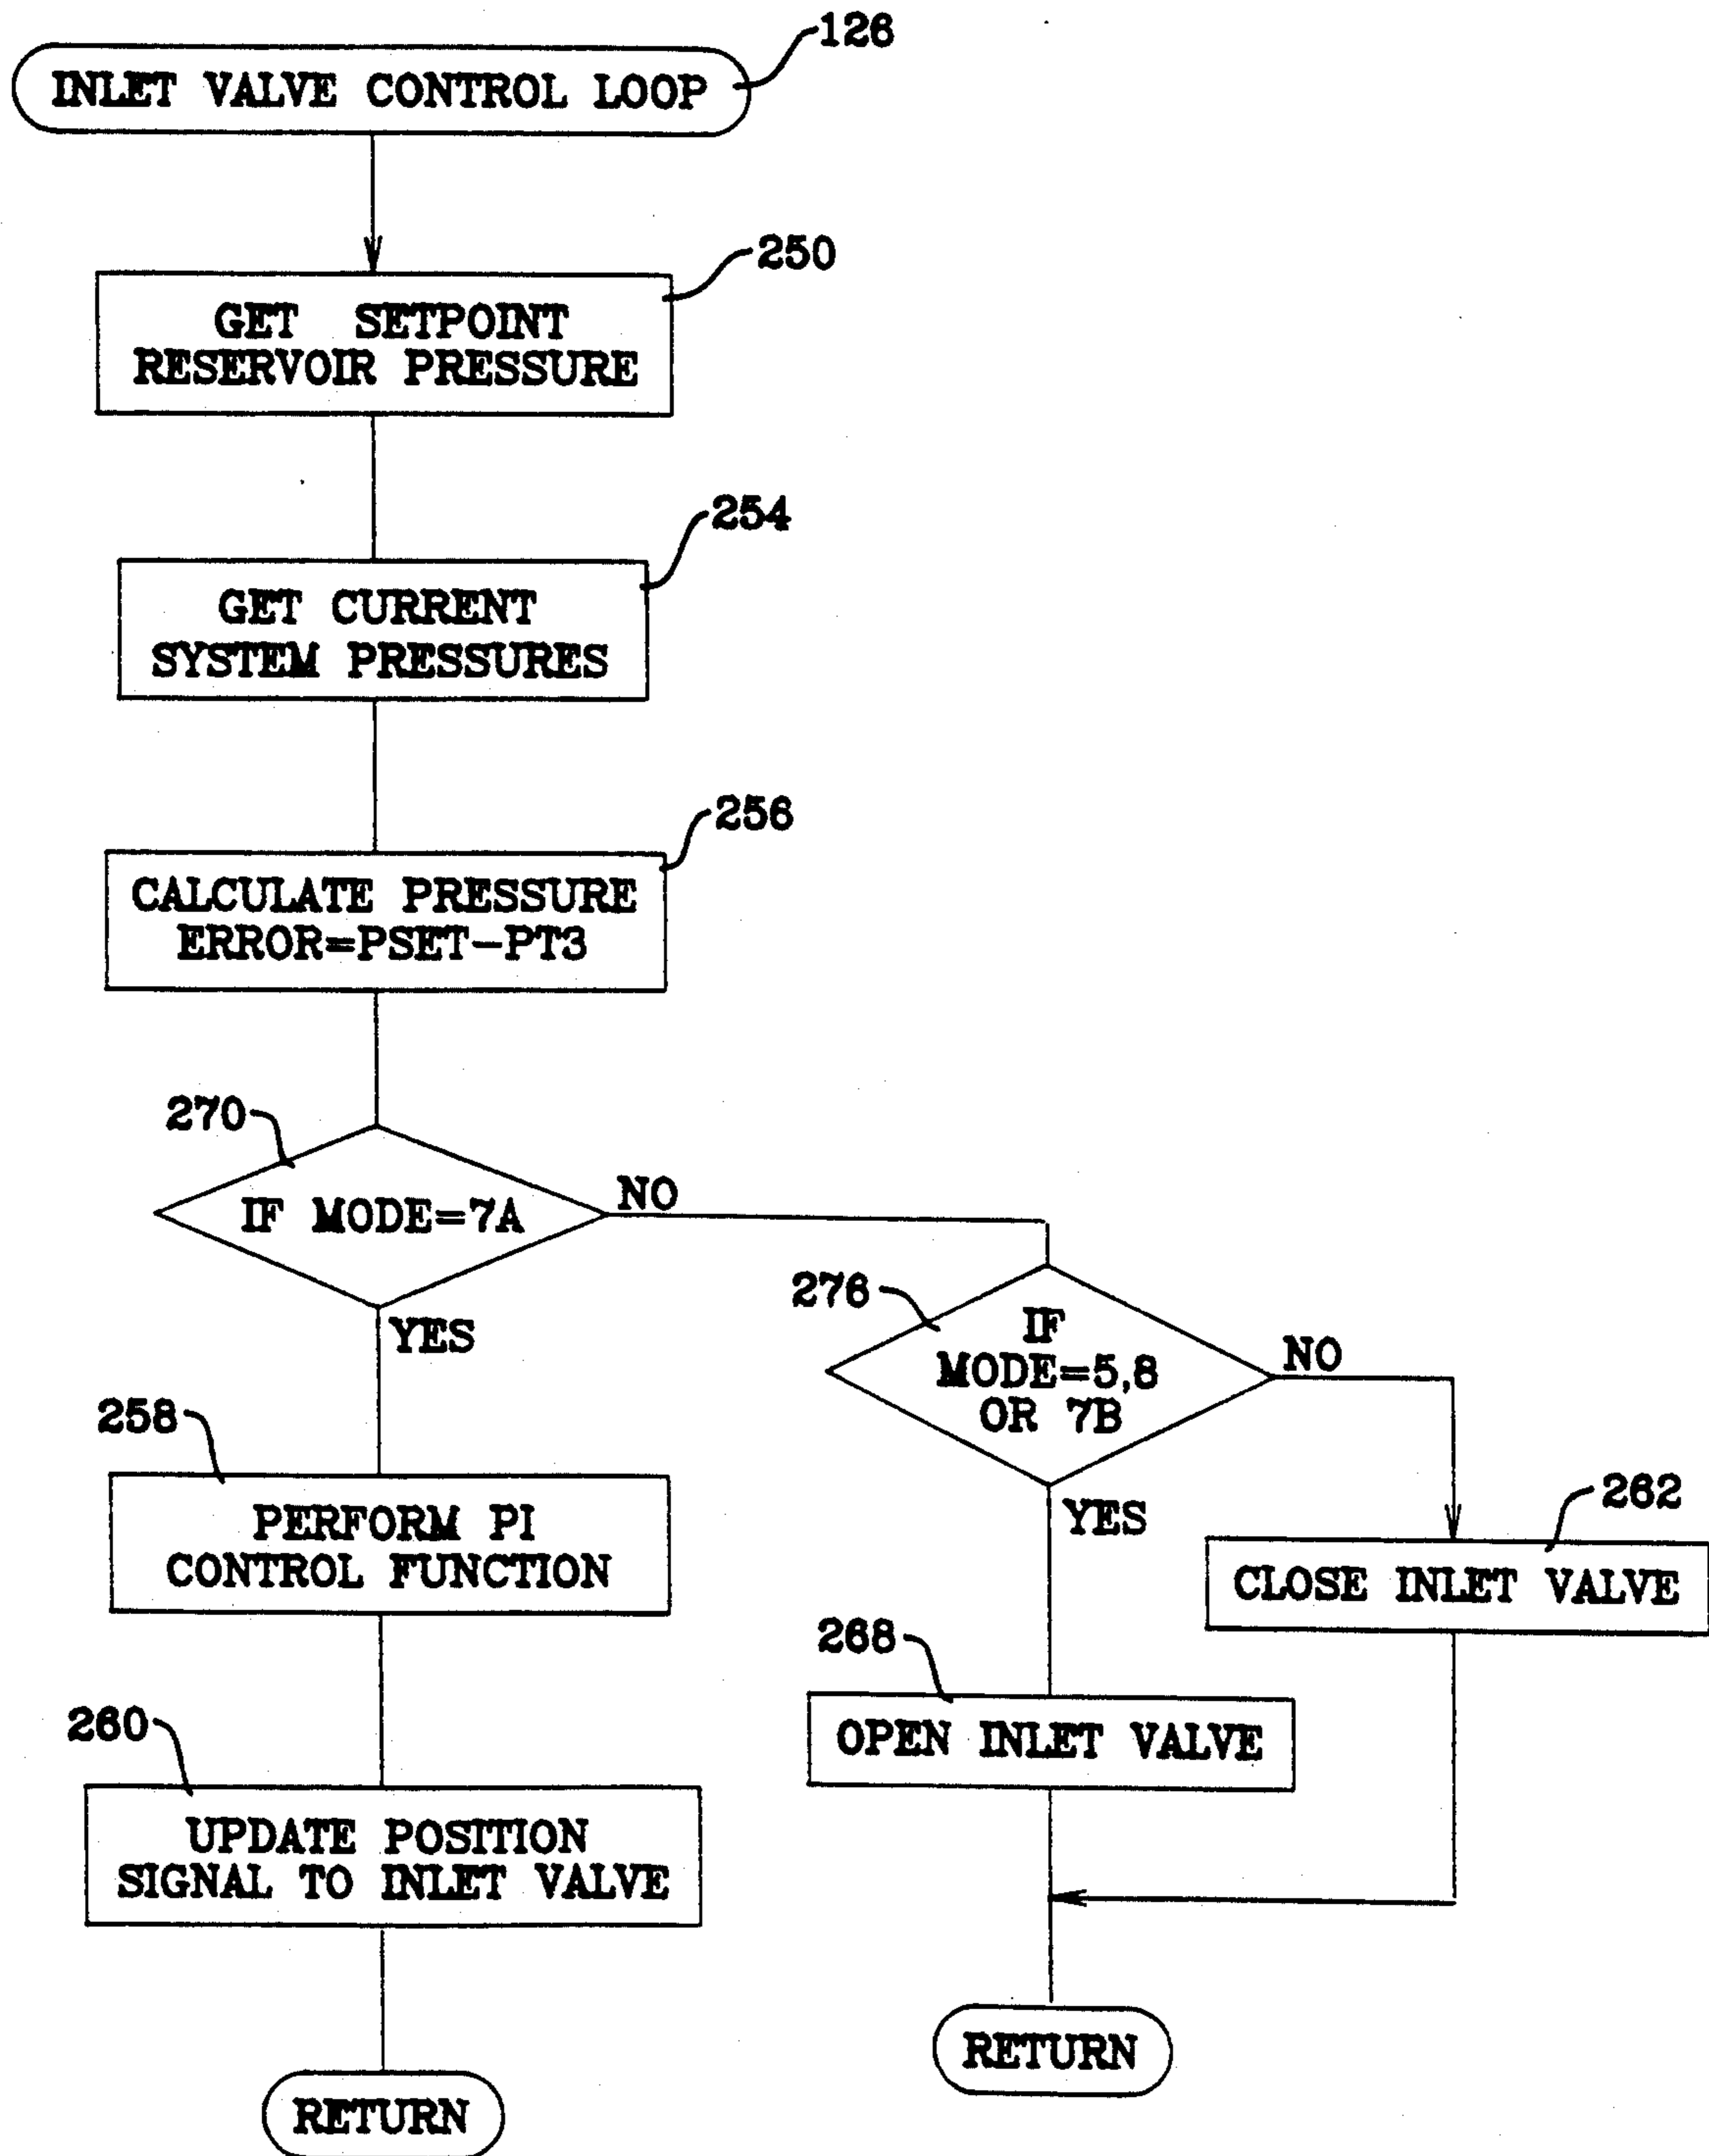 126
INLET VALVE CONTROL LOOP
250
GET SETPOINT
RESERVOIR PRESSURE
254
GET CURRENT
SYSTEM PRESSURES
256
CALCULATE PRESSURE
ERROR=PSET-PT3
270
IF MODE=7A
NO
YES
276
IF
MODE=5,8
OR 7B
NO
YES
258
PERFORM PI
CONTROL FUNCTION
262
CLOSE INLET VALVE
268
OPEN INLET VALVE
260
UPDATE POSITION
SIGNAL TO INLET VALVE
RETURN
RETURN